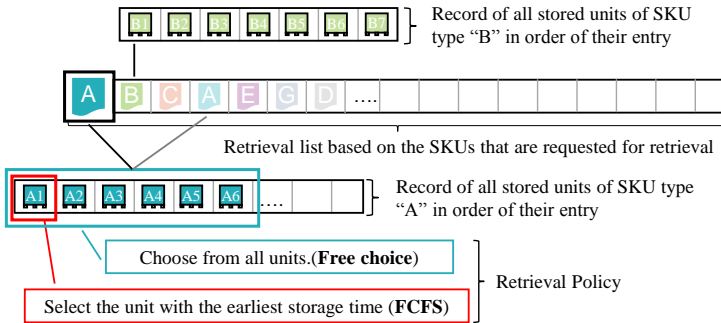 B1 B2 B3 B4 B5 B6 B7
Record of all stored units of SKU
type “B” in order of their entry
A B C A E G D ....
Retrieval list based on the SKUs that are requested for retrieval
A1 A2 A3 A4 A5 A6 ....
Record of all stored units of SKU type
“A” in order of their entry
Choose from all units.(Free choice)
Retrieval Policy
Select the unit with the earliest storage time (FCFS)